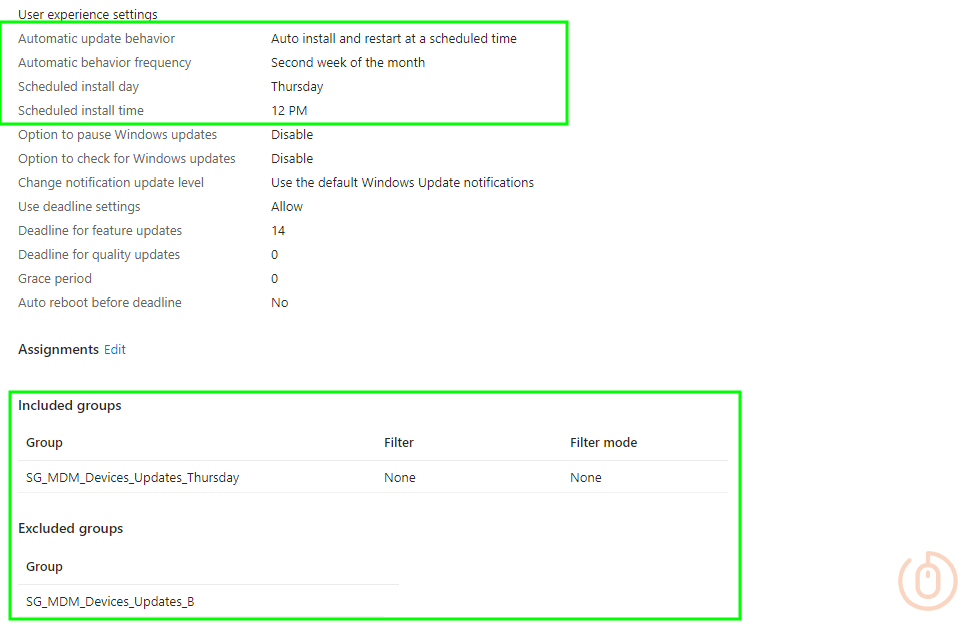 User experience settings
Automatic update behavior Auto install and restart at a scheduled time
Automatic behavior frequency Second week of the month
Scheduled install day Thursday
Scheduled install time 12 PM
Option to pause Windows updates Disable
Option to check for Windows updates Disable
Change notification update level Use the default Windows Update notifications
Use deadline settings Allow
Deadline for feature updates 14
Deadline for quality updates 0
Grace period 0
Auto reboot before deadline No
Assignments Edit
Included groups
Group Filter Filter mode
SG_MDM_Devices_Updates_Thursday None None
Excluded groups
Group
SG_MDM_Devices_Updates_B